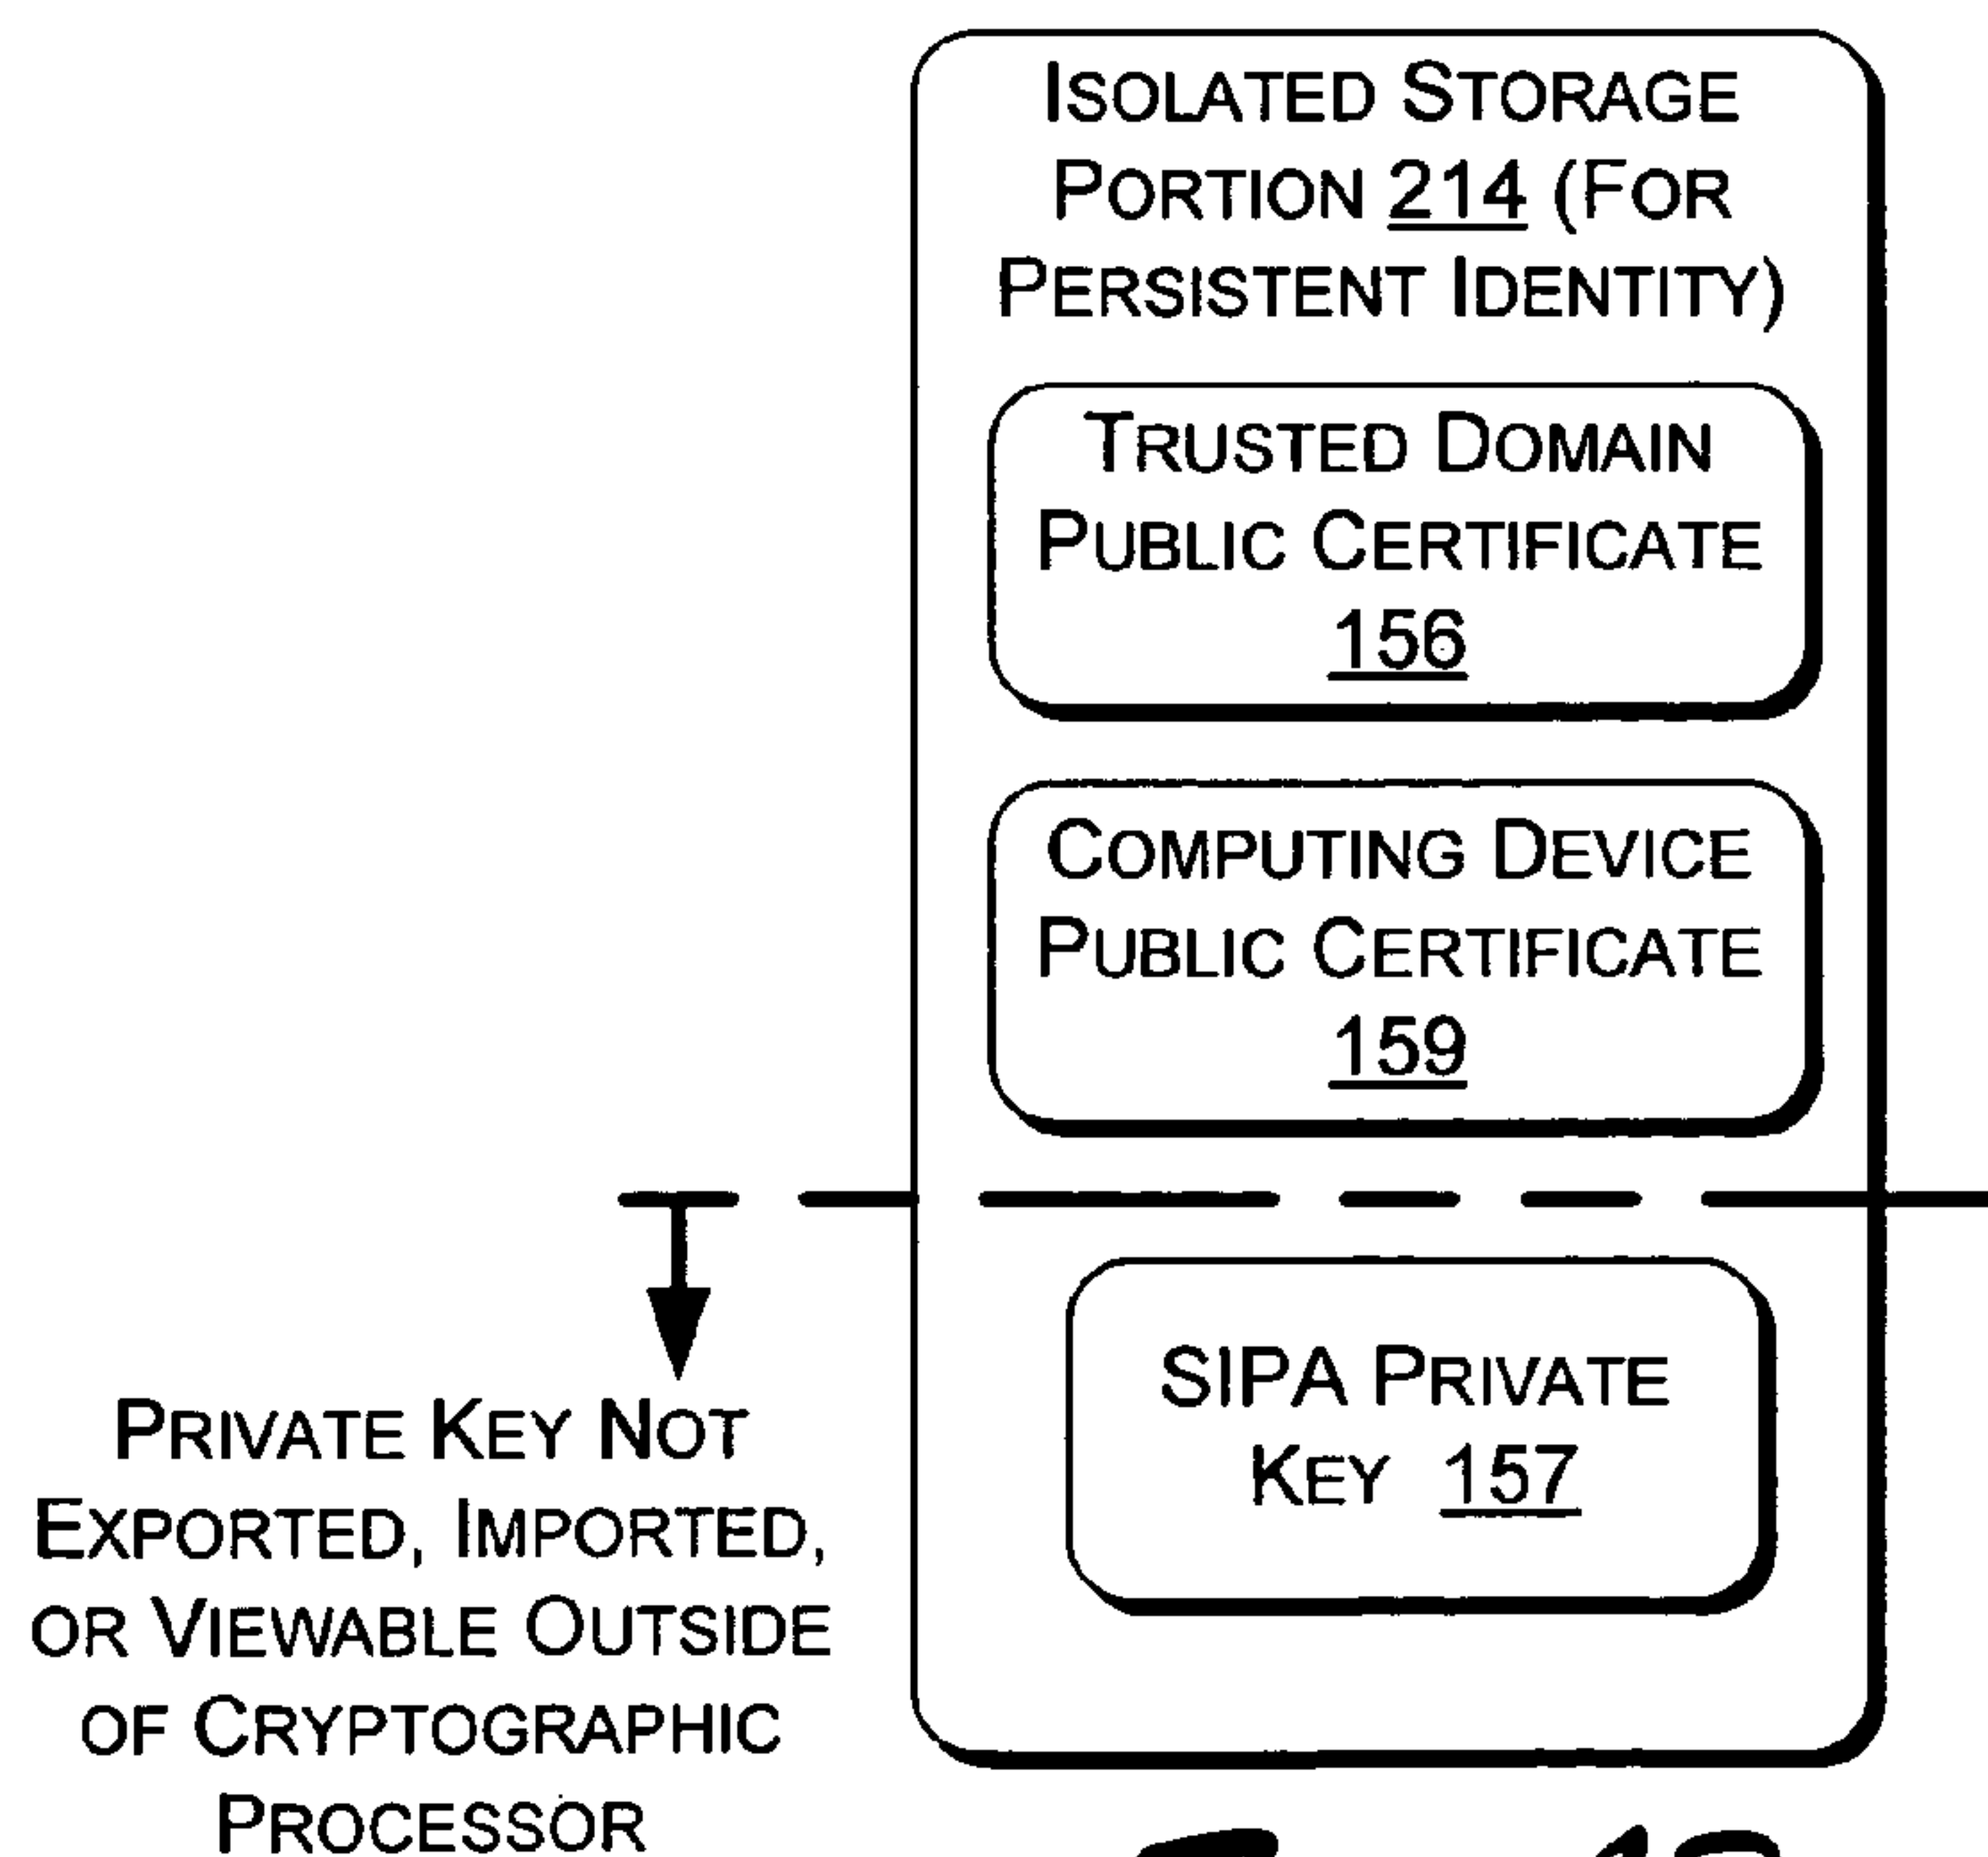 ISOLATED STORAGE
PORTION 214 (FOR
PERSISTENT IDENTITY)
TRUSTED DOMAIN
PUBLIC CERTIFICATE
156
COMPUTING DEVICE
PUBLIC CERTIFICATE
159
SIPA PRIVATE
KEY 157
PRIVATE KEY NOT
EXPORTED, IMPORTED,
OR VIEWABLE OUTSIDE
OF CRYPTOGRAPHIC
PROCESSOR